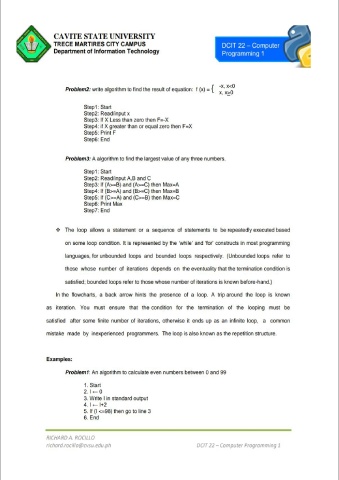 CAVITE STATE UNIVERSITY
TRECE MARTIRES CITY CAMPUS
Department of Information Technology
DCIT 22 – Computer
Programming 1
Problem2: write algorithm to find the result of equation: f (x) = { -x, x<0
x, x≥0
Step1: Start
Step2: Read/input x
Step3: If X Less than zero then F=-X
Step4: if X greater than or equal zero then F=X
Step5: Print F
Step6: End
Problem3: A algorithm to find the largest value of any three numbers.
Step1: Start
Step2: Read/input A,B and C
Step3: If (A>=B) and (A>=C) then Max=A
Step4: If (B>=A) and (B>=C) then Max=B
Step5: If (C>=A) and (C>=B) then Max=C
Step6: Print Max
Step7: End
❖ The loop allows a statement or a sequence of statements to be repeatedly executed based
on some loop condition. It is represented by the 'while' and 'for' constructs in most programming
languages, for unbounded loops and bounded loops respectively. (Unbounded loops refer to
those whose number of iterations depends on the eventuality that the termination condition is
satisfied; bounded loops refer to those whose number of iterations is known before-hand.)
In the flowcharts, a back arrow hints the presence of a loop. A trip around the loop is known
as iteration. You must ensure that the condition for the termination of the looping must be
satisfied after some finite number of iterations, otherwise it ends up as an infinite loop, a common
mistake made by inexperienced programmers. The loop is also known as the repetition structure.
Examples:
Problem1: An algorithm to calculate even numbers between 0 and 99
1. Start
2. I ← 0
3. Write I in standard output
4. I ← I+2
5. If (I <=98) then go to line 3
6. End
RICHARD A. ROCILLO
richard.rocillo@cvsu.edu.ph
DCIT 22 – Computer Programming 1